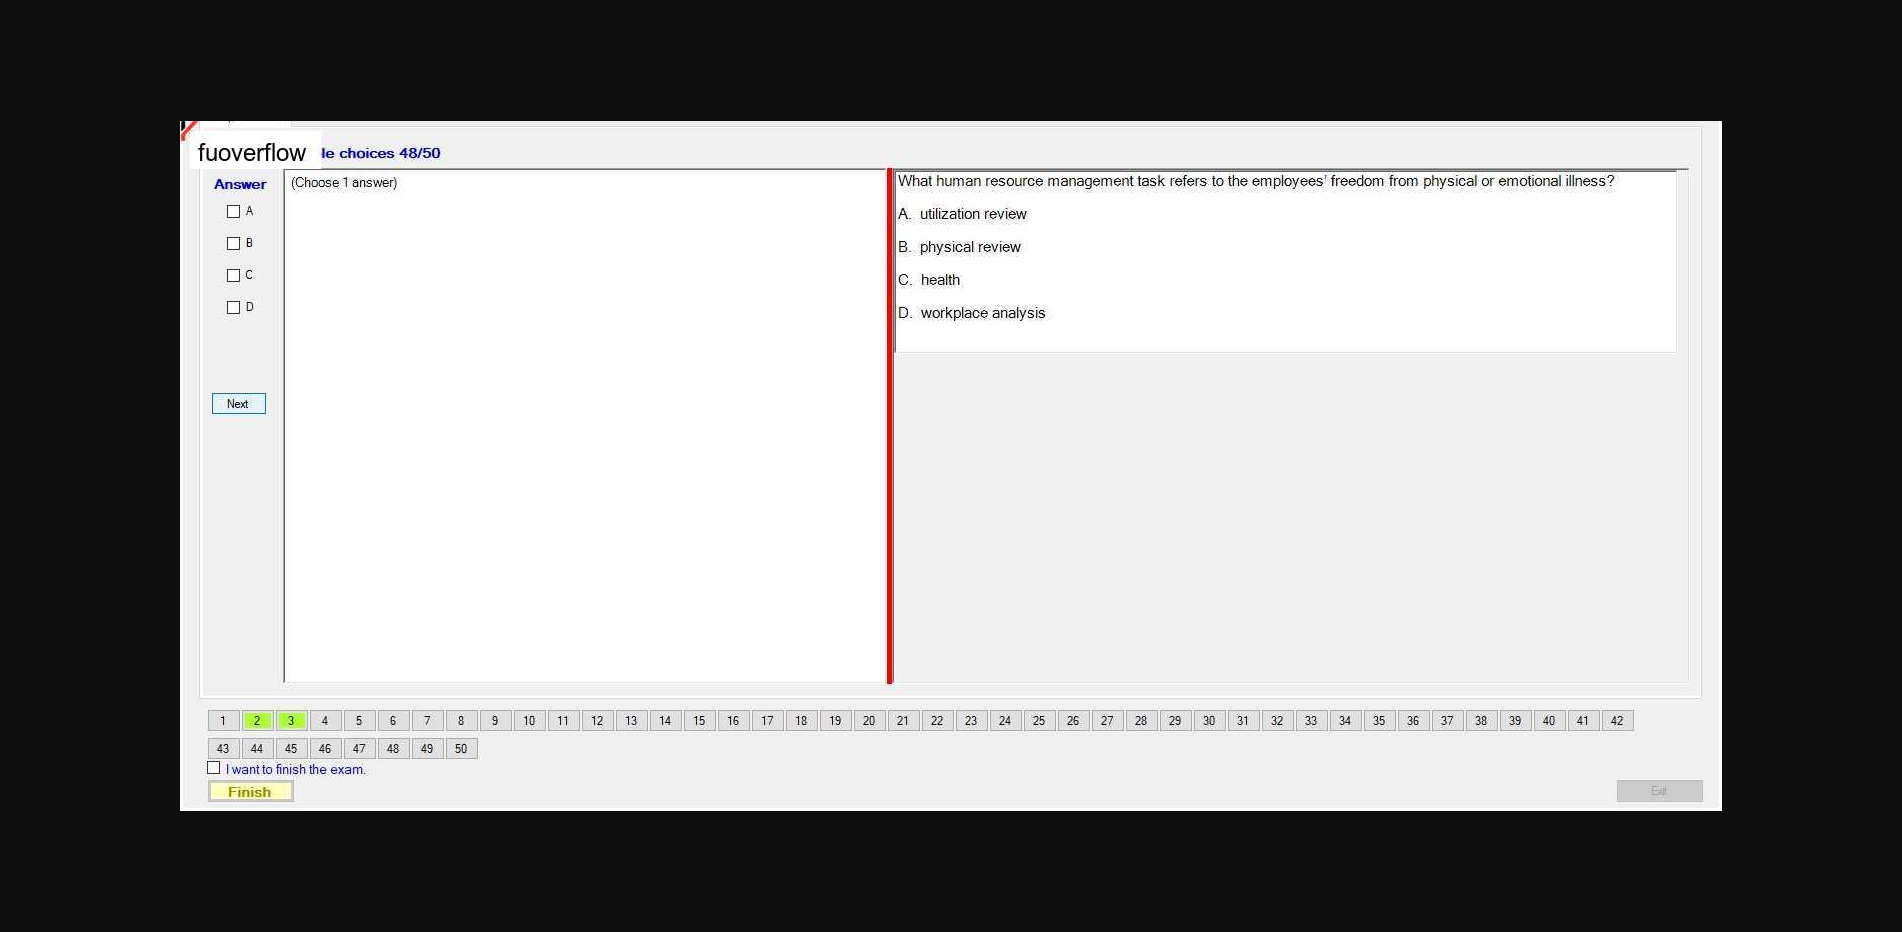 fuoverflow
le choices 48/50
Answer
(Choose 1 answer)
A
B
C
D
Next
What human resource management task refers to the employees' freedom from physical or emotional illness?
A. utilization review
B. physical review
C. health
D. workplace analysis
1 2 3 4 5 6 7 8 9 10 11 12 13 14 15 16 17 18 19 20 21 22 23 24 25 26 27 28 29 30 31 32 33 34 35 36 37 38 39 40 41 42
43 44 45 46 47 48 49 50
I want to finish the exam.
Finish
Exit